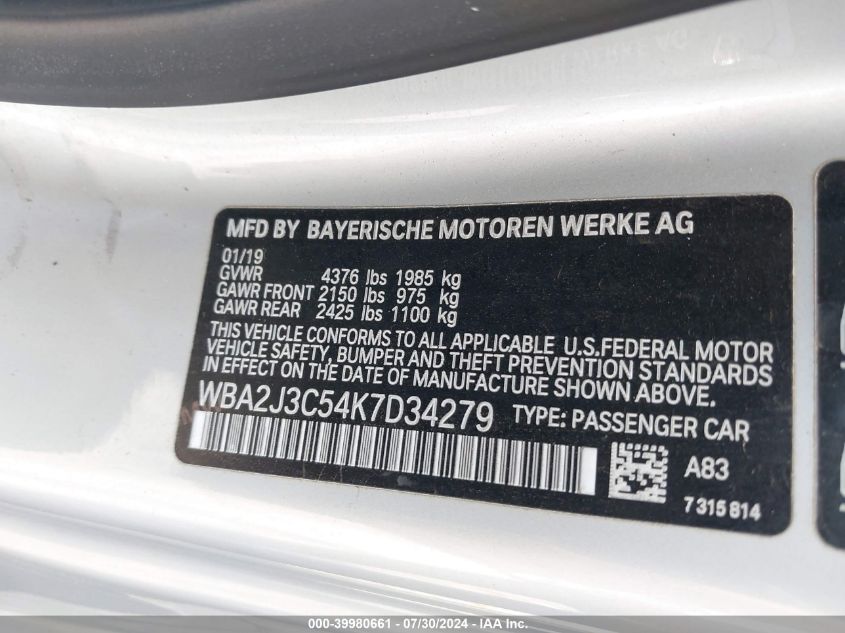 MFD BY BAYERISCHE MOTOREN WERKE AG
01/19
GVWR 4376 lbs 1985 kg
GAWR FRONT 2150 lbs 975 kg
GAWR REAR 2425 lbs 1100 kg
THIS VEHICLE CONFORMS TO ALL APPLICABLE U.S.FEDERAL MOTOR
VEHICLE SAFETY, BUMPER AND THEFT PREVENTION STANDARDS
IN EFFECT ON THE DATE OF MANUFACTURE SHOWN ABOVE.
WBA2J3C54K7D34279 TYPE: PASSENGER CAR
A83
7 315 814
000-39980661 / 07/30/2024 - IAAI.COM